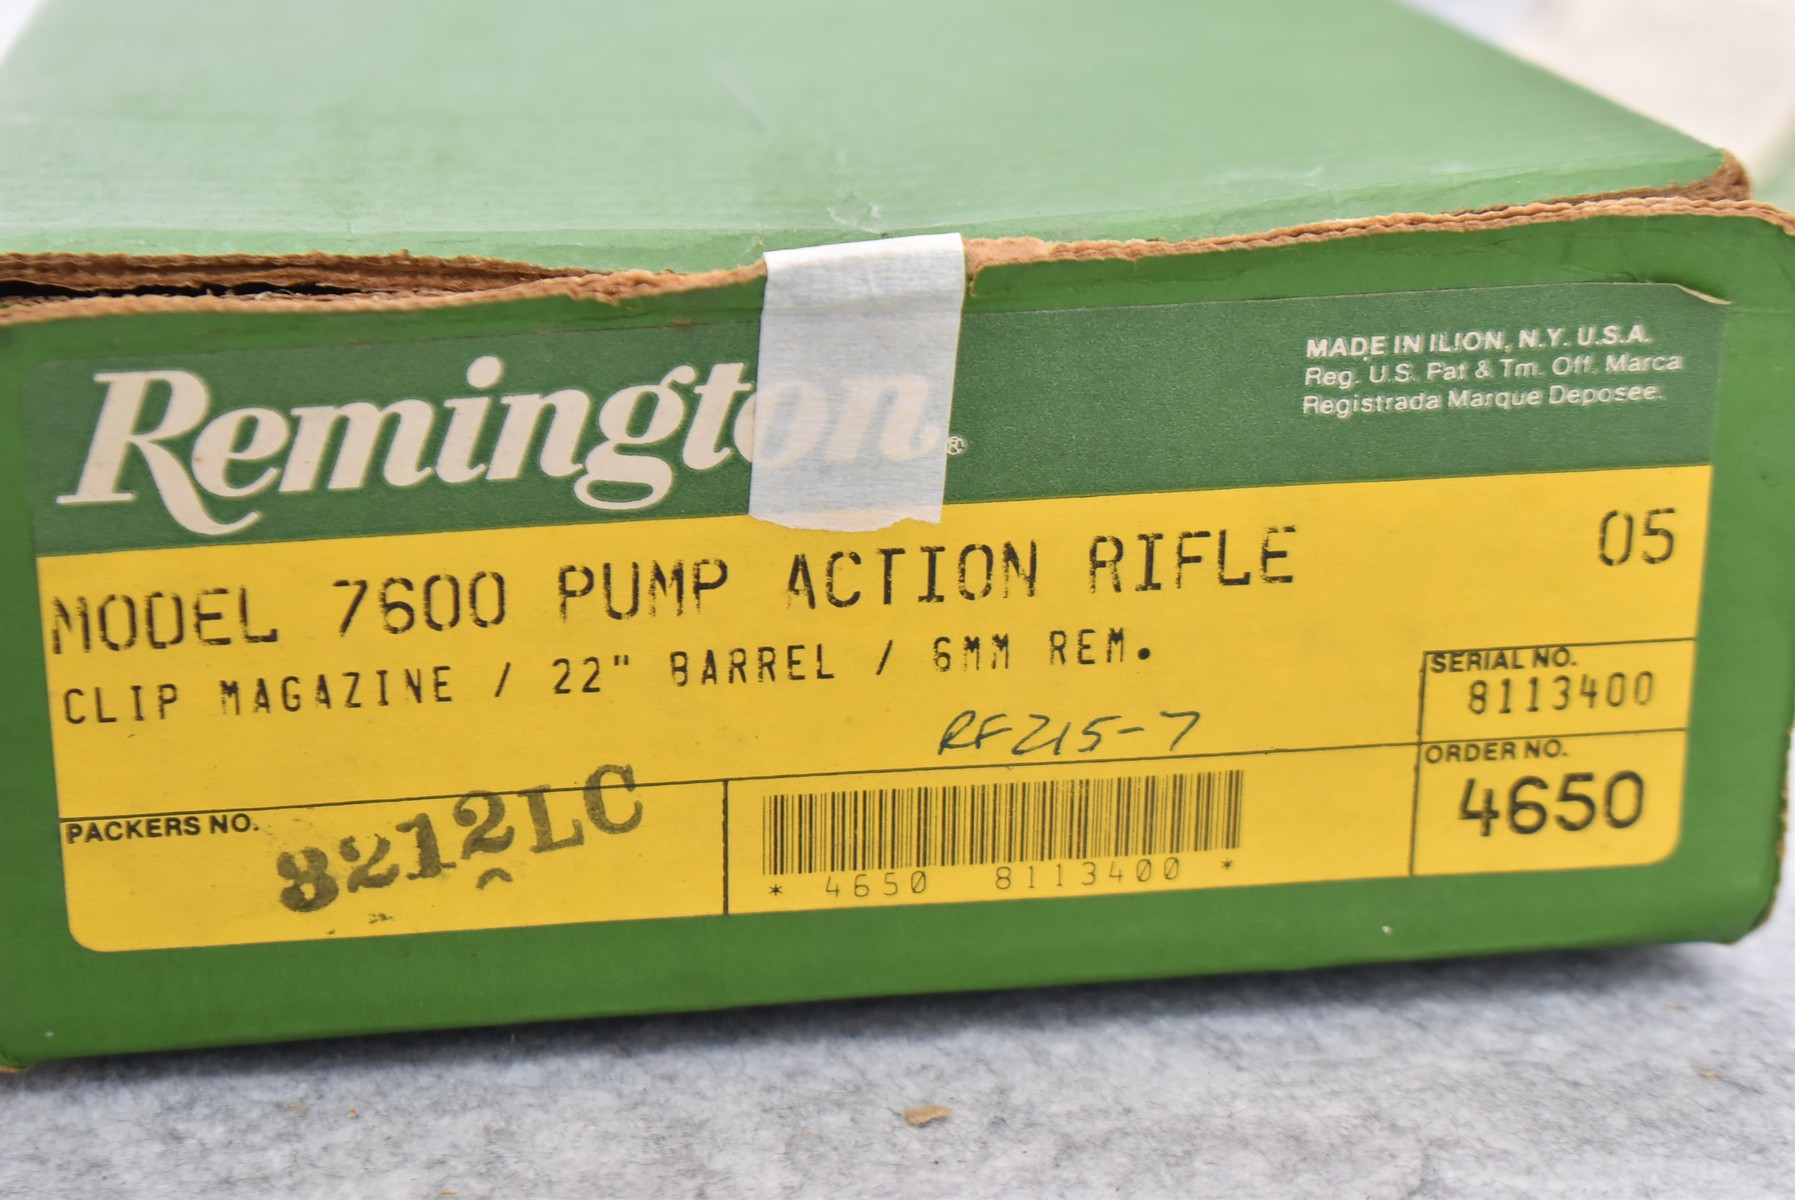 Remington®
MADE IN ILION, N.Y. U.S.A.
Reg. U.S. Pat & Tm. Off. Marca
Registrada Marque Deposee.
MODEL 7600 PUMP ACTION RIFLE 05
CLIP MAGAZINE / 22" BARREL / 6MM REM.
SERIAL NO.
8113400
RF215-7
ORDER NO.
4650
PACKERS NO.
8212LC
* 4650 8113400 *